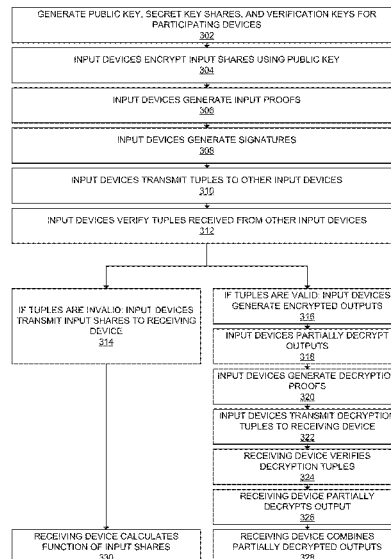 GENERATE PUBLIC KEY, SECRET KEY SHARES, AND VERIFICATION KEYS FOR
PARTICIPATING DEVICES
302
INPUT DEVICES ENCRYPT INPUT SHARES USING PUBLIC KEY
304
INPUT DEVICES GENERATE INPUT PROOFS
306
INPUT DEVICES GENERATE SIGNATURES
308
INPUT DEVICES TRANSMIT TUPLES TO OTHER INPUT DEVICES
310
INPUT DEVICES VERIFY TUPLES RECEIVED FROM OTHER INPUT DEVICES
312
IF TUPLES ARE INVALID: INPUT DEVICES
TRANSMIT INPUT SHARES TO RECEIVING
DEVICE
314
IF TUPLES ARE VALID: INPUT DEVICES
GENERATE ENCRYPTED OUTPUTS
316
INPUT DEVICES PARTIALLY DECRYPT
OUTPUTS
318
INPUT DEVICES GENERATE DECRYPTION
PROOFS
320
INPUT DEVICES TRANSMIT DECRYPTION
TUPLES TO RECEIVING DEVICE
322
RECEIVING DEVICE VERIFIES
DECRYPTION TUPLES
324
RECEIVING DEVICE PARTIALLY
DECRYPTS OUTPUT
326
RECEIVING DEVICE CALCULATES
FUNCTION OF INPUT SHARES
330
RECEIVING DEVICE COMBINES
PARTIALLY DECRYPTED OUTPUTS
328